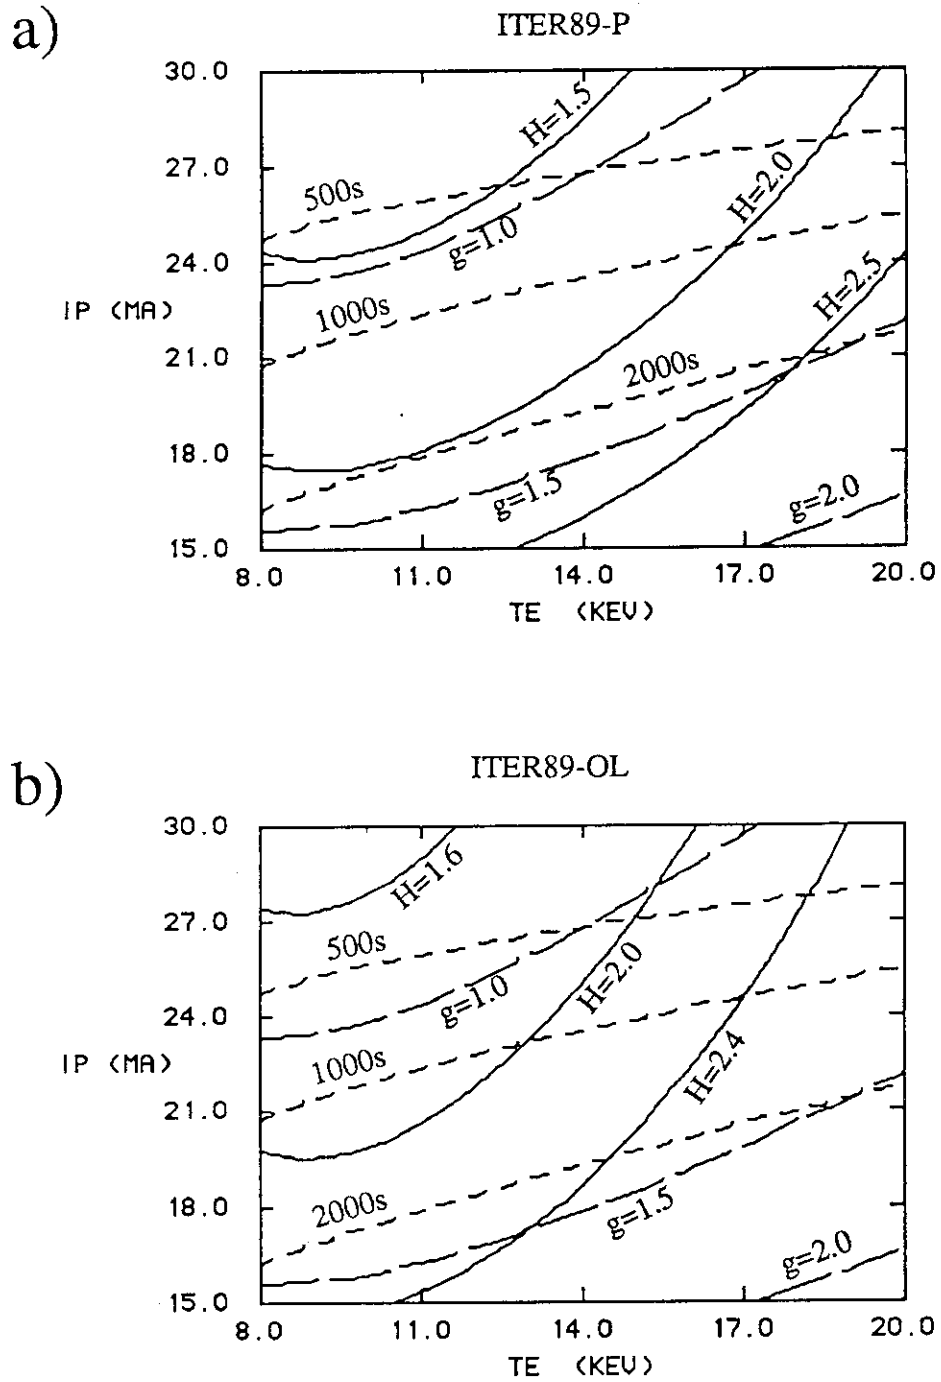 a)
ITER89-P
30.0
27.0
24.0
IP (MA)
21.0
18.0
15.0
H=1.5
500s
g=1.0
H=2.0
1000s
H=2.5
2000s
g=1.5
g=2.0
8.0 11.0 14.0 17.0 20.0
TE (KEV)
b)
ITER89-OL
30.0
27.0
24.0
IP (MA)
21.0
18.0
15.0
H=1.6
500s
g=1.0
H=2.0
1000s
H=2.4
2000s
g=1.5
g=2.0
8.0 11.0 14.0 17.0 20.0
TE (KEV)